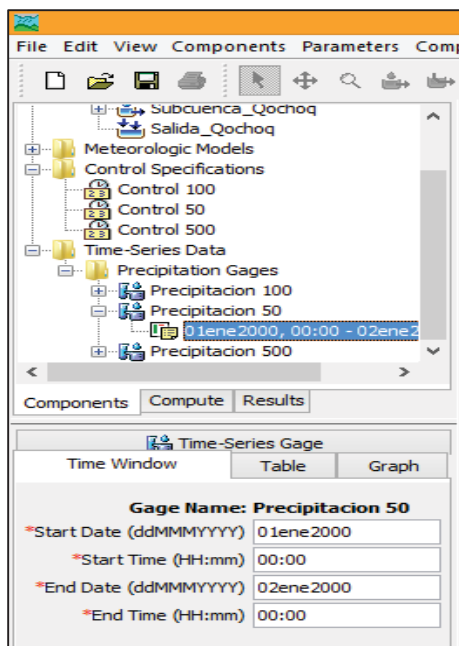 File Edit View Components Parameters Comp
Subcuenca_Qochoq
Salida_Qochoq
Meteorologic Models
Control Specifications
Control 100
Control 50
Control 500
Time-Series Data
Precipitation Gages
Precipitacion 100
Precipitacion 50
01ene2000, 00:00 - 02ene2
Precipitacion 500
Components Compute Results
Time-Series Gage
Time Window Table Graph
Gage Name: Precipitacion 50
*Start Date (ddMMMYYYY) 01ene2000
*Start Time (HH:mm) 00:00
*End Date (ddMMMYYYY) 02ene2000
*End Time (HH:mm) 00:00